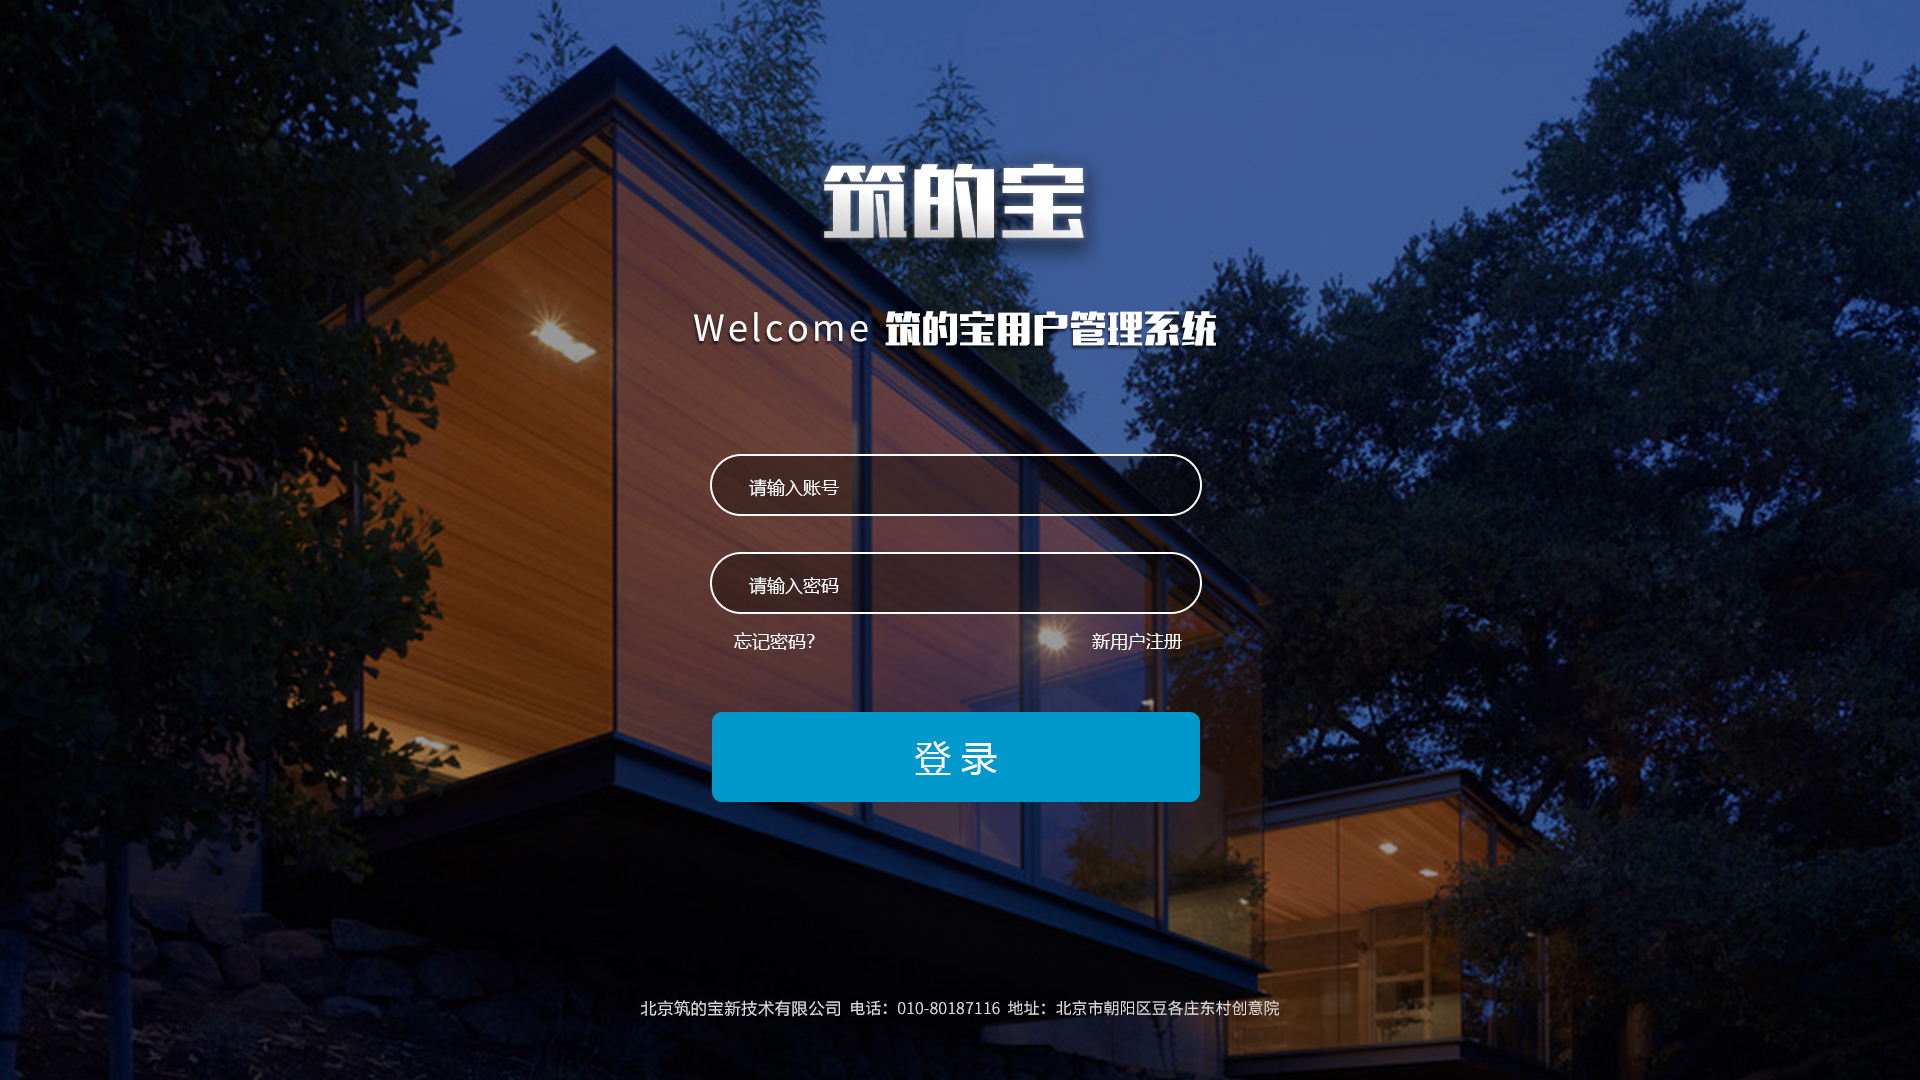 筑的宝
Welcome 筑的宝用户管理系统
请输入账号
请输入密码
忘记密码？ 新用户注册
登录
北京筑的宝新技术有限公司 电话：010-80187116 地址：北京市朝阳区豆各庄东村创意院